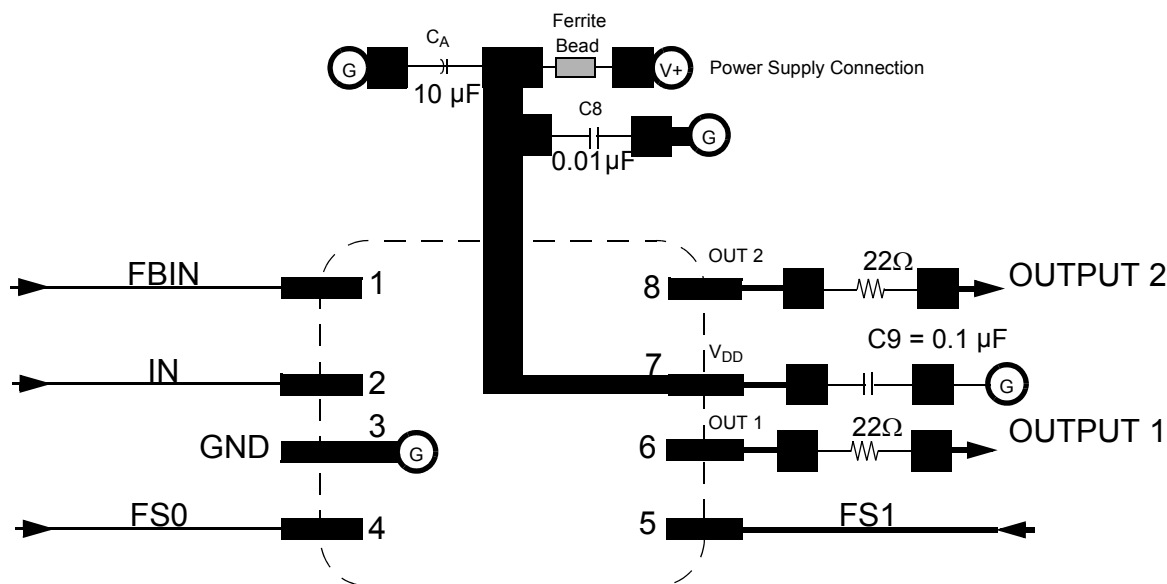 Ferrite
Bead
CA
G
V+
Power Supply Connection
10 µF
C8
G
0.01µF
FBIN
1
8
OUT 2
22Ω
OUTPUT 2
C9 = 0.1 µF
IN
2
7
VDD
G
GND
3
G
6
OUT 1
22Ω
OUTPUT 1
FS0
4
5
FS1